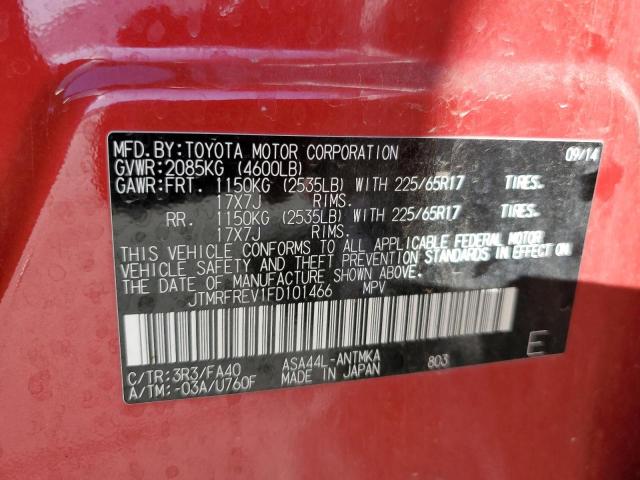 MFD.BY:TOYOTA MOTOR CORPORATION 09/14
GVWR:2085KG (4600LB)
GAWR:FRT. 1150KG (2535LB) WITH 225/65R17 TIRES.
17X7J RIMS.
RR. 1150KG (2535LB) WITH 225/65R17 TIRES.
17X7J RIMS.
THIS VEHICLE CONFORMS TO ALL APPLICABLE FEDERAL MOTOR
VEHICLE SAFETY AND THEFT PREVENTION STANDARDS IN EFFECT ON
THE DATE OF MANUFACTURE SHOWN ABOVE.
JTMRFREV1FD101466 MPV
C/TR:3R3/FA40 ASA44L-ANTMKA 803 E
A/TM:-03A/U760F MADE IN JAPAN